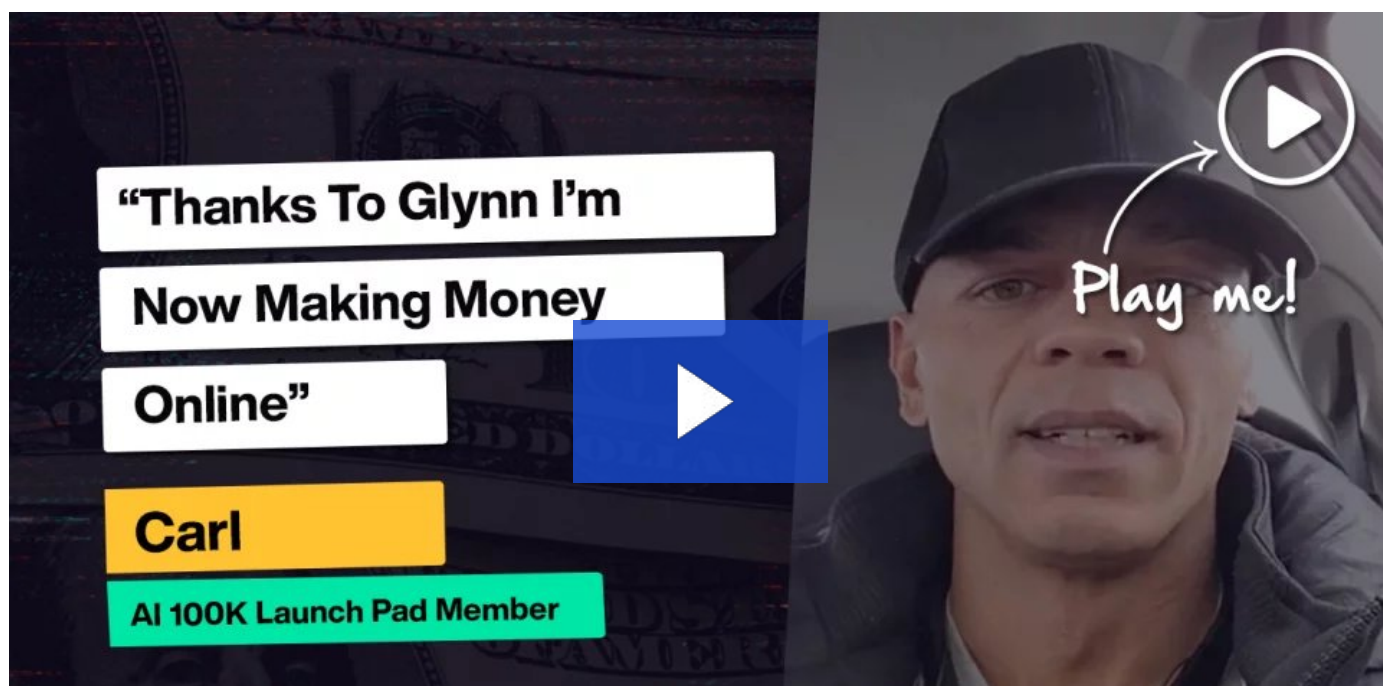 “Thanks To Glynn I’m
Now Making Money
Online”
Carl
AI 100K Launch Pad Member
Play me!